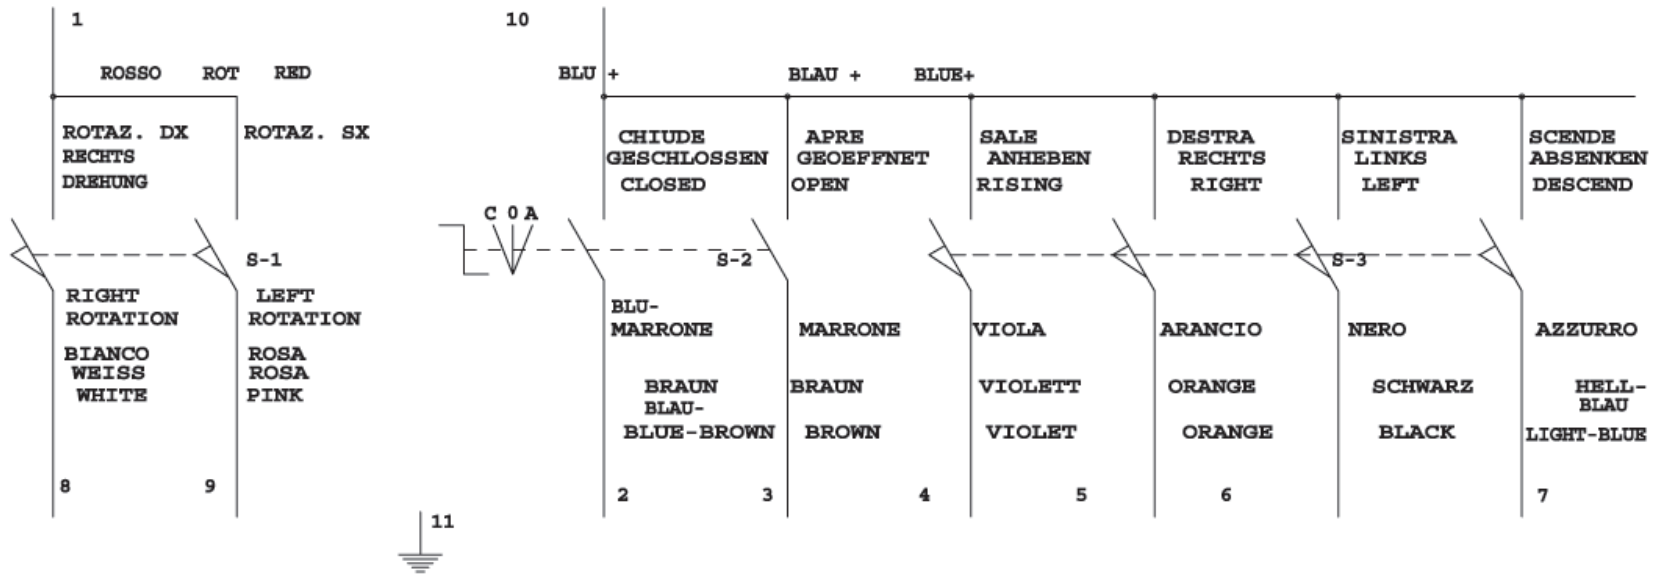 1
10
ROSSO ROT RED
BLU + BLAU + BLUE+
ROTAZ. DX
RECHTS
DREHUNG
ROTAZ. SX
CHIUDE
GESCHLOSSEN
CLOSED
APRE
GEOEFFNET
OPEN
SALE
ANHEBEN
RISING
DESTRA
RECHTS
RIGHT
SINISTRA
LINKS
LEFT
SCENDE
ABSENKEN
DESCEND
C 0 A
S-1
S-2
S-3
RIGHT
ROTATION
BIANCO
WEISS
WHITE
LEFT
ROTATION
ROSA
ROSA
PINK
BLU-
MARRONE
BRAUN
BLAU-
BLUE-BROWN
MARRONE
BRAUN
BROWN
VIOLA
VIOLETT
VIOLET
ARANCIO
ORANGE
ORANGE
NERO
SCHWARZ
BLACK
AZZURRO
HELL-
BLAU
LIGHT-BLUE
8
9
2
3
4
5
6
7
11